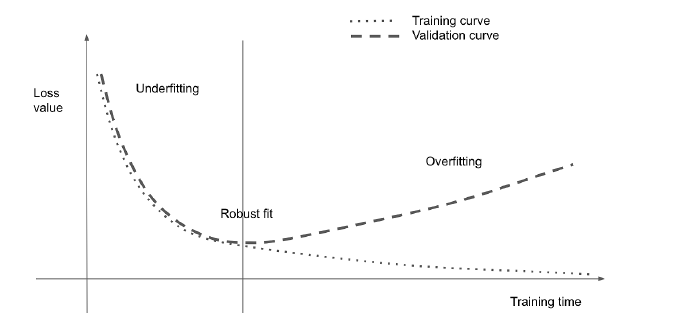 Training curve
Validation curve
Underfitting
Loss
value
Overfitting
Robust fit
Training time